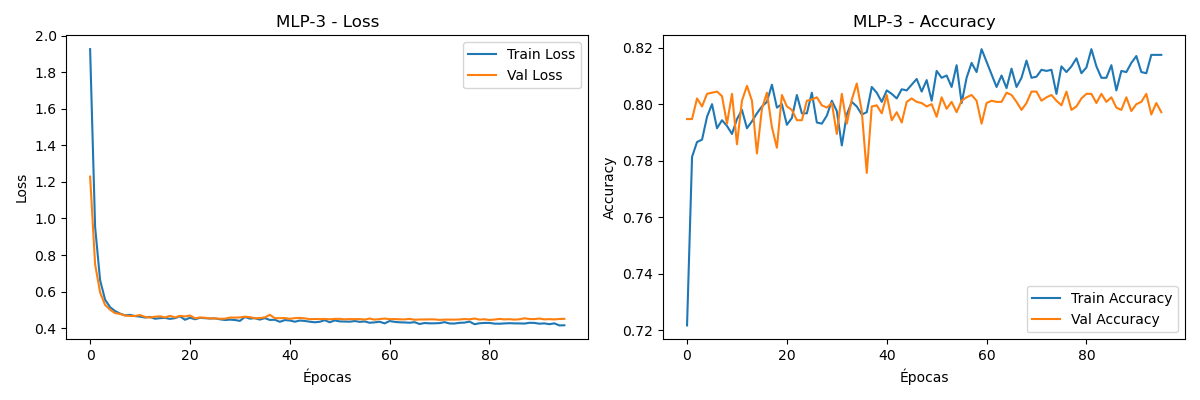 MLP-3 - Loss
2.0
1.8
1.6
1.4
1.2
1.0
0.8
0.6
0.4
Loss
0 20 40 60 80
Épocas
Train Loss
Val Loss
MLP-3 - Accuracy
0.82
0.80
0.78
0.76
0.74
0.72
Accuracy
0 20 40 60 80
Épocas
Train Accuracy
Val Accuracy